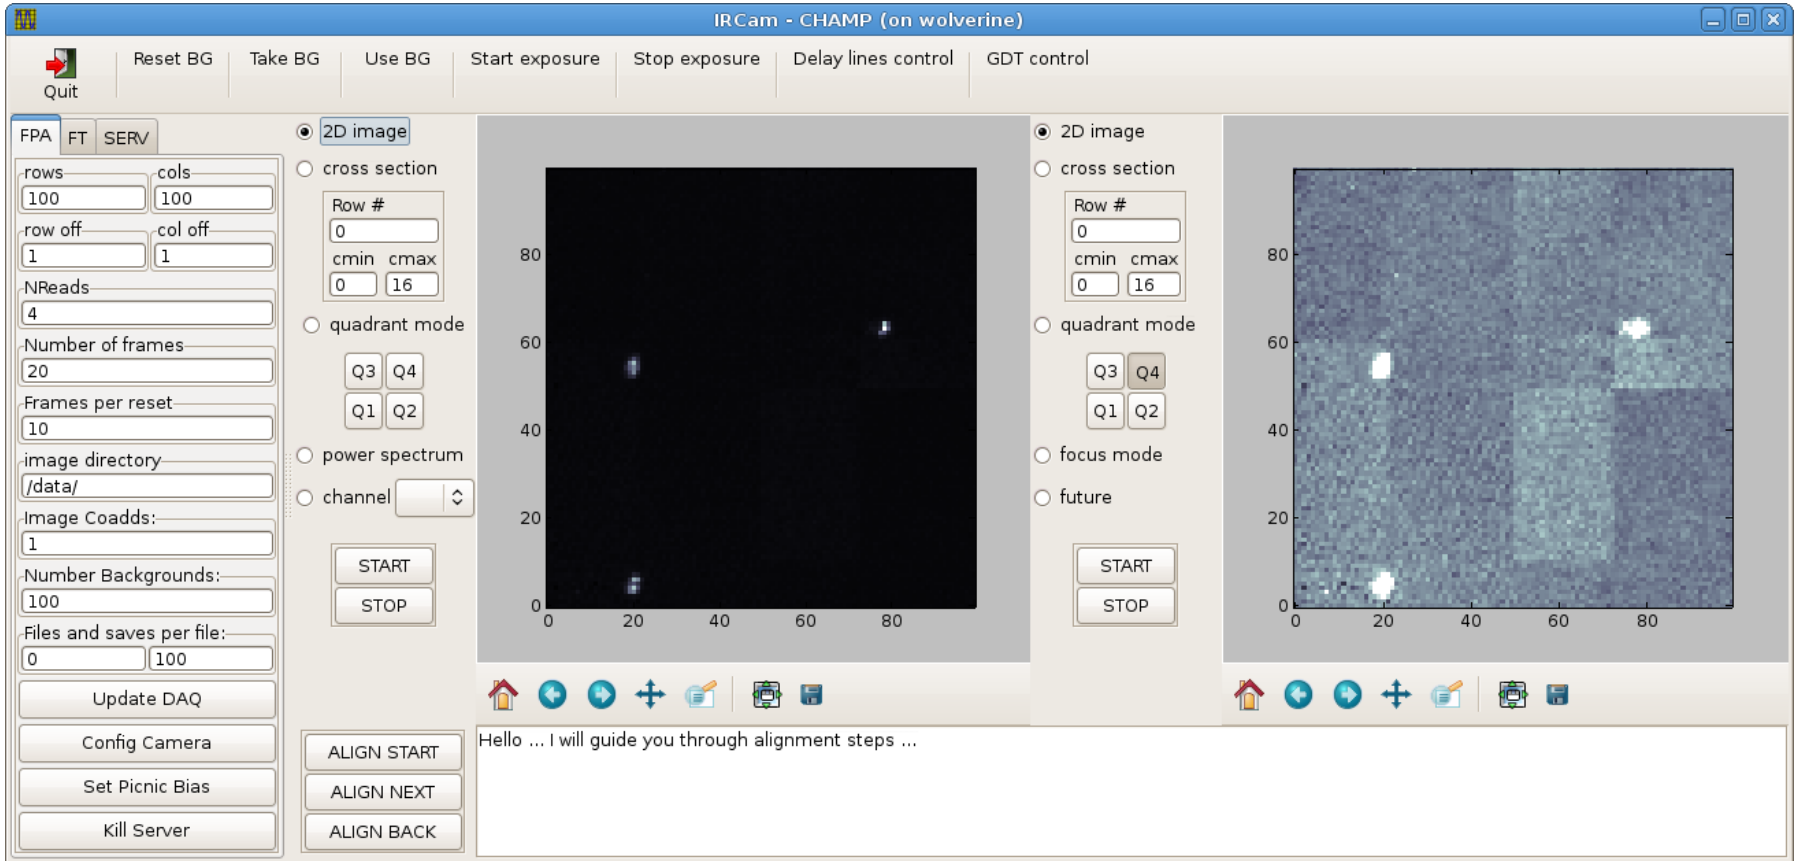 IRCam - CHAMP (on wolverine)
Quit
Reset BG
Take BG
Use BG
Start exposure
Stop exposure
Delay lines control
GDT control
FPA
FT
SERV
rows
cols
100
100
row off
col off
1
1
NReads
4
Number of frames
20
Frames per reset
10
image directory
/data/
Image Coadds:
1
Number Backgrounds:
100
Files and saves per file:
0
100
Update DAQ
Config Camera
Set Picnic Bias
Kill Server
2D image
cross section
Row #
0
cmin cmax
0
16
quadrant mode
Q3 Q4
Q1 Q2
power spectrum
channel
START
STOP
80
60
40
20
0
0 20 40 60 80
2D image
cross section
Row #
0
cmin cmax
0
16
quadrant mode
Q3 Q4
Q1 Q2
focus mode
future
START
STOP
80
60
40
20
0
0 20 40 60 80
ALIGN START
ALIGN NEXT
ALIGN BACK
Hello ... I will guide you through alignment steps ...